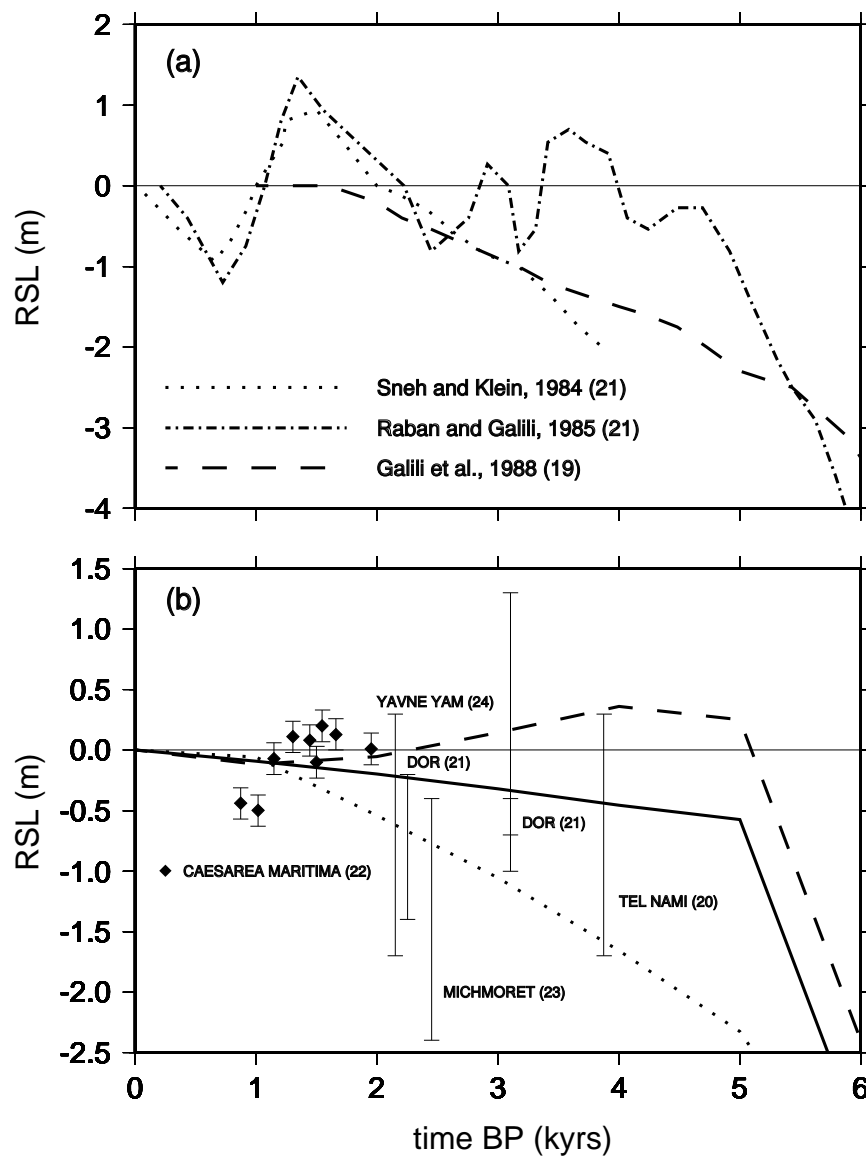 2
(a)
1
0
RSL (m)
-1
-2
Sneh and Klein, 1984 (21)
Raban and Galili, 1985 (21)
-3
Galili et al., 1988 (19)
-4
1.5
(b)
1.0
0.5
YAVNE YAM (24)
0.0
DOR (21)
RSL (m)
-0.5
DOR (21)
-1.0
CAESAREA MARITIMA (22)
TEL NAMI (20)
-1.5
-2.0
MICHMORET (23)
-2.5
0 1 2 3 4 5 6
time BP (kyrs)